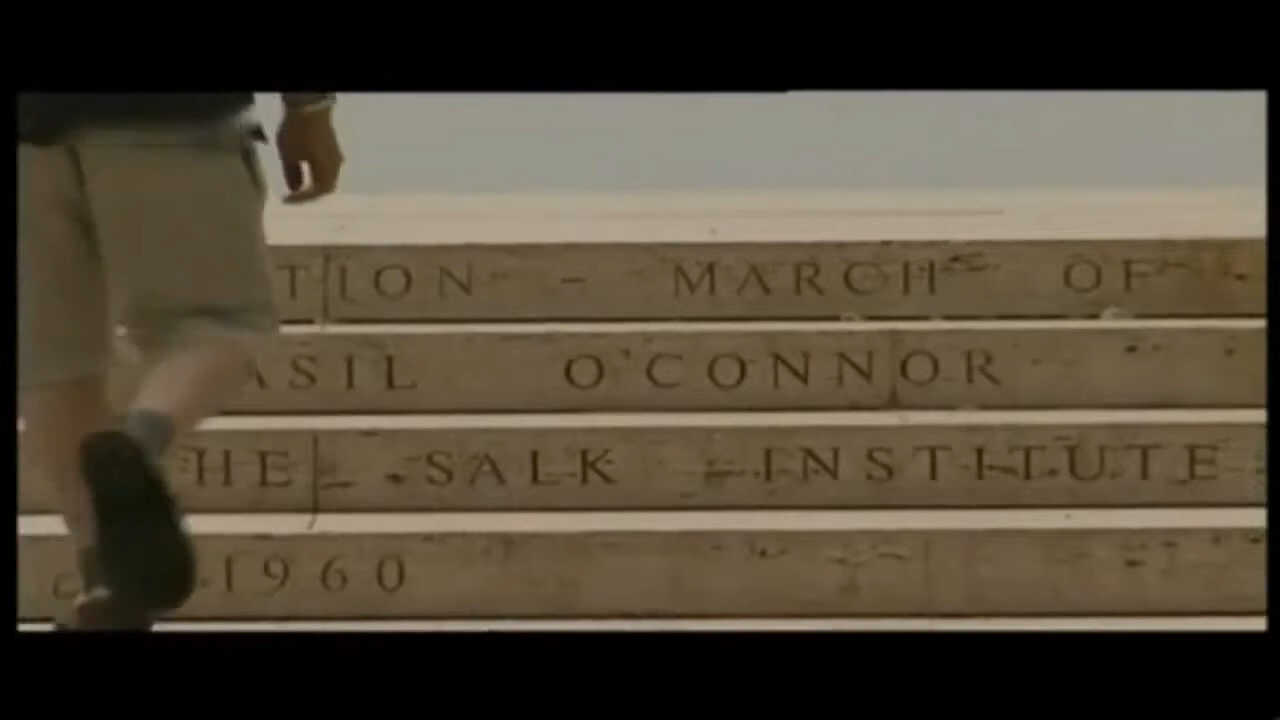 TION - MARCH OF
ASIL O'CONNOR
HE SALK INSTITUTE
1960